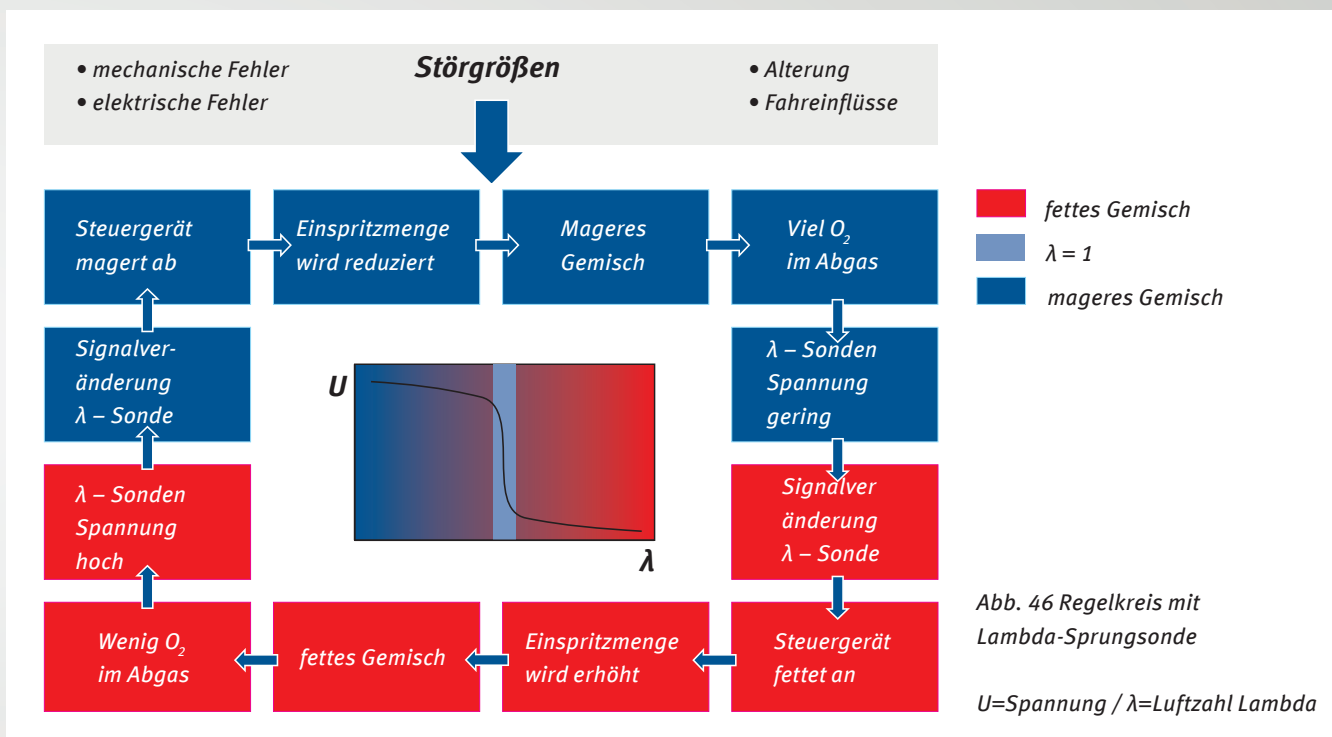 • mechanische Fehler
• elektrische Fehler
Störgrößen
• Alterung
• Fahreinflüsse
Steuergerät
magert ab
Einspritzmenge
wird reduziert
Mageres
Gemisch
Viel O₂
im Abgas
fettes Gemisch
λ = 1
mageres Gemisch
Signalver-
änderung
λ – Sonde
U
λ
λ – Sonden
Spannung
gering
λ – Sonden
Spannung
hoch
Signalver
änderung
λ – Sonde
Wenig O₂
im Abgas
fettes Gemisch
Einspritzmenge
wird erhöht
Steuergerät
fettet an
Abb. 46 Regelkreis mit
Lambda-Sprungsonde
U=Spannung / λ=Luftzahl Lambda